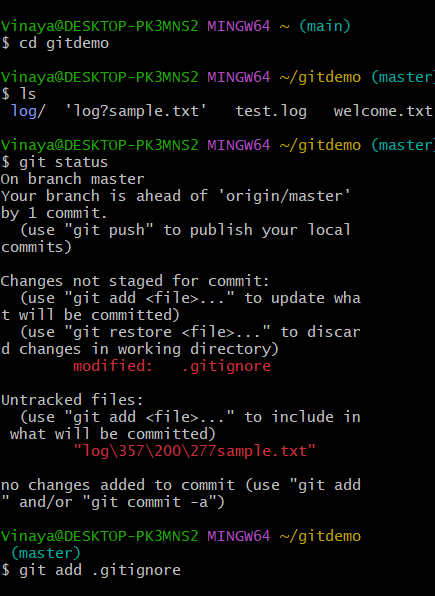 Vinaya@DESKTOP-PK3MNS2 MINGW64 ~ (main)
$ cd gitdemo

Vinaya@DESKTOP-PK3MNS2 MINGW64 ~/gitdemo (master)
$ ls
 log/  'log?sample.txt'   test.log   welcome.txt

Vinaya@DESKTOP-PK3MNS2 MINGW64 ~/gitdemo (master)
$ git status
On branch master
Your branch is ahead of 'origin/master'
by 1 commit.
  (use "git push" to publish your local
commits)

Changes not staged for commit:
  (use "git add <file>..." to update wha
t will be committed)
  (use "git restore <file>..." to discar
d changes in working directory)
        modified:   .gitignore

Untracked files:
  (use "git add <file>..." to include in
 what will be committed)
        "log\357\200\277sample.txt"

no changes added to commit (use "git add
" and/or "git commit -a")

Vinaya@DESKTOP-PK3MNS2 MINGW64 ~/gitdemo
 (master)
$ git add .gitignore